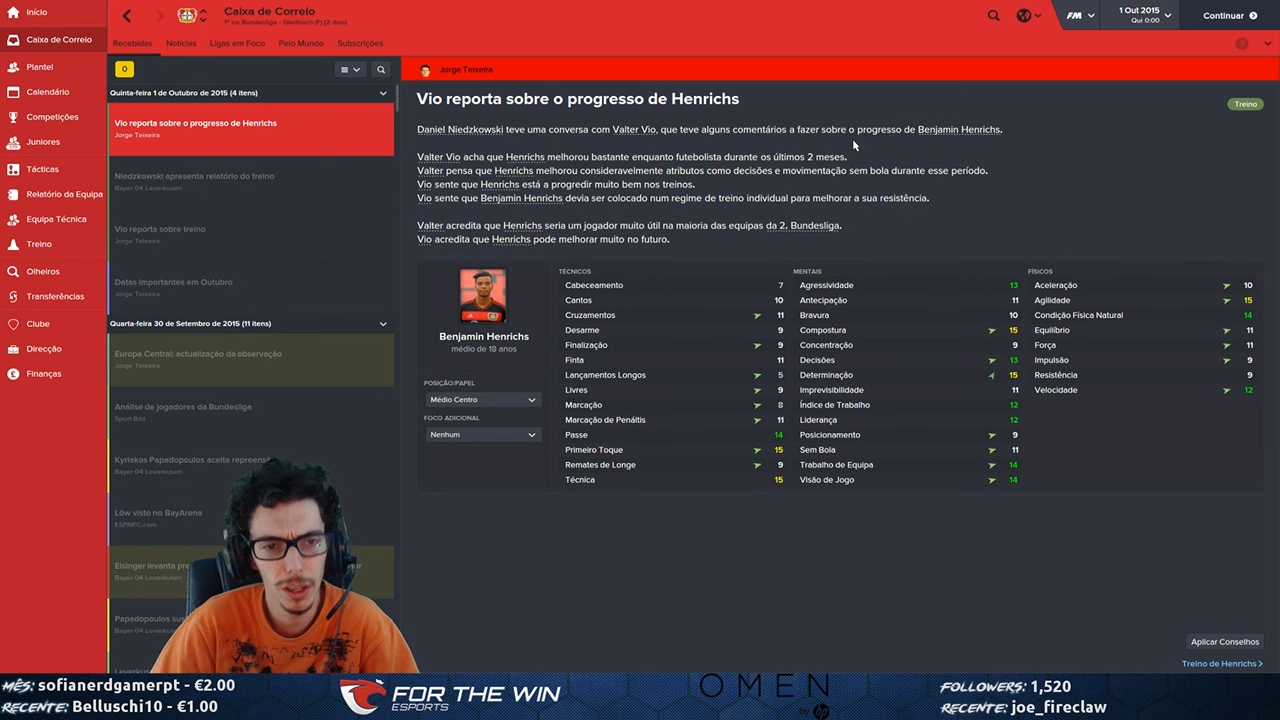 Início
Caixa de Correio
Plantel
Calendário
Competições
Juniores
Tácticas
Relatório da Equipa
Equipa Técnica
Treino
Olheiros
Transferências
Clube
Direcção
Finanças
Caixa de Correio
1º na Bundesliga - Gladbach (F) (2 dias)
FM
1 Out 2015
Qui 0:00
Continuar
Recebidas
Notícias
Ligas em Foco
Pelo Mundo
Subscrições
0
Quinta-feira 1 de Outubro de 2015 (4 itens)
Vio reporta sobre o progresso de Henrichs
Jorge Teixeira
Niedzkowski apresenta relatório do treino
Bayer 04 Leverkusen
Vio reporta sobre treino
Jorge Teixeira
Datas importantes em Outubro
Jorge Teixeira
Quarta-feira 30 de Setembro de 2015 (11 itens)
Europa Central: actualização da observação
Jorge Teixeira
Análise de jogadores da Bundesliga
Sport Bild
Kyriakos Papadopoulos aceita
Bayer 04 Leverkusen
Löw visto no BayArena
ESPNFC.com
Eisinger levanta
Bayer 04 Leverkusen
Papadopoulos
Bayer 04
Jorge Teixeira
Vio reporta sobre o progresso de Henrichs
Treino
Daniel Niedzkowski teve uma conversa com Valter Vio, que teve alguns comentários a fazer sobre o progresso de Benjamin Henrichs.
Valter Vio acha que Henrichs melhorou bastante enquanto futebolista durante os últimos 2 meses.
Valter pensa que Henrichs melhorou consideravelmente atributos como decisões e movimentação sem bola durante esse período.
Vio sente que Henrichs está a progredir muito bem nos treinos.
Vio sente que Benjamin Henrichs devia ser colocado num regime de treino individual para melhorar a sua resistência.
Valter acredita que Henrichs seria um jogador muito útil na maioria das equipas da 2. Bundesliga.
Vio acredita que Henrichs pode melhorar muito no futuro.
Benjamin Henrichs
médio de 18 anos
POSIÇÃO/PAPEL
Médio Centro
FOCO ADICIONAL
Nenhum
TÉCNICOS
Cabeceamento 7
Cantos 10
Cruzamentos 11
Desarme 9
Finalização 9
Finta 11
Lançamentos Longos 5
Livres 9
Marcação 8
Marcação de Penáltis 11
Passe 14
Primeiro Toque 15
Remates de Longe 9
Técnica 15
MENTAIS
Agressividade 13
Antecipação 11
Bravura 10
Compostura 15
Concentração 9
Decisões 13
Determinação 15
Imprevisibilidade 11
Índice de Trabalho 12
Liderança 12
Posicionamento 9
Sem Bola 11
Trabalho de Equipa 14
Visão de Jogo 14
FÍSICOS
Aceleração 10
Agilidade 15
Condição Física Natural 14
Equilíbrio 11
Força 11
Impulsão 9
Resistência 9
Velocidade 12
Aplicar Conselhos
Treino de Henrichs >
MÊS: sofianerdgamerpt - €2.00
RECENTE: Belluschi10 - €1.00
FOR THE WIN
ESPORTS
OMEN
by hp
FOLLOWERS: 1,520
RECENTE: joe_fireclaw